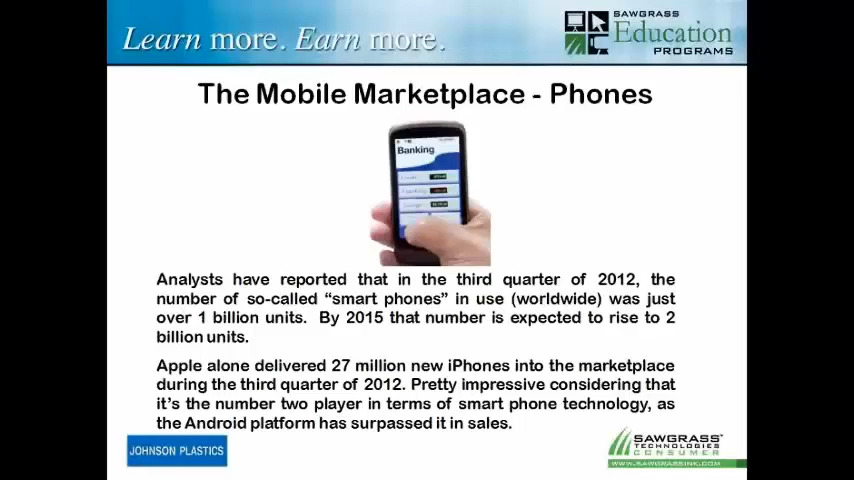 Learn more. Earn more.
SAWGRASS
Education
PROGRAMS
The Mobile Marketplace - Phones
Banking
Analysts have reported that in the third quarter of 2012, the
number of so-called “smart phones” in use (worldwide) was just
over 1 billion units. By 2015 that number is expected to rise to 2
billion units.
Apple alone delivered 27 million new iPhones into the marketplace
during the third quarter of 2012. Pretty impressive considering that
it’s the number two player in terms of smart phone technology, as
the Android platform has surpassed it in sales.
JOHNSON PLASTICS
SAWGRASS
TECHNOLOGIES
CONSUMER
WWW.SAWGRASSINK.COM